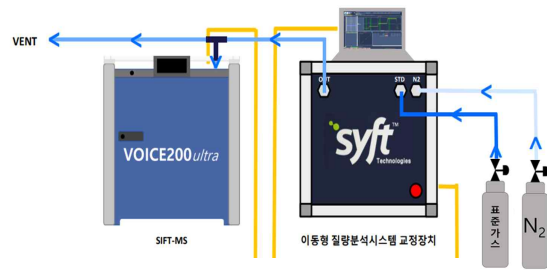 VENT
OUT
STD
N2
VOICE200ultra
syft™
Technologies
표준가스
N2
SIFT-MS
이동형 질량분석시스템 교정장치